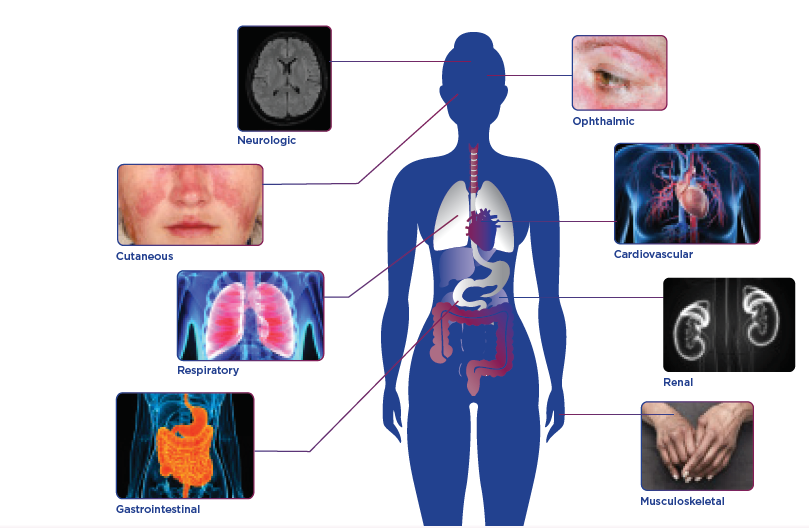 Neurologic
Ophthalmic
Cutaneous
Cardiovascular
Respiratory
Renal
Gastrointestinal
Musculoskeletal